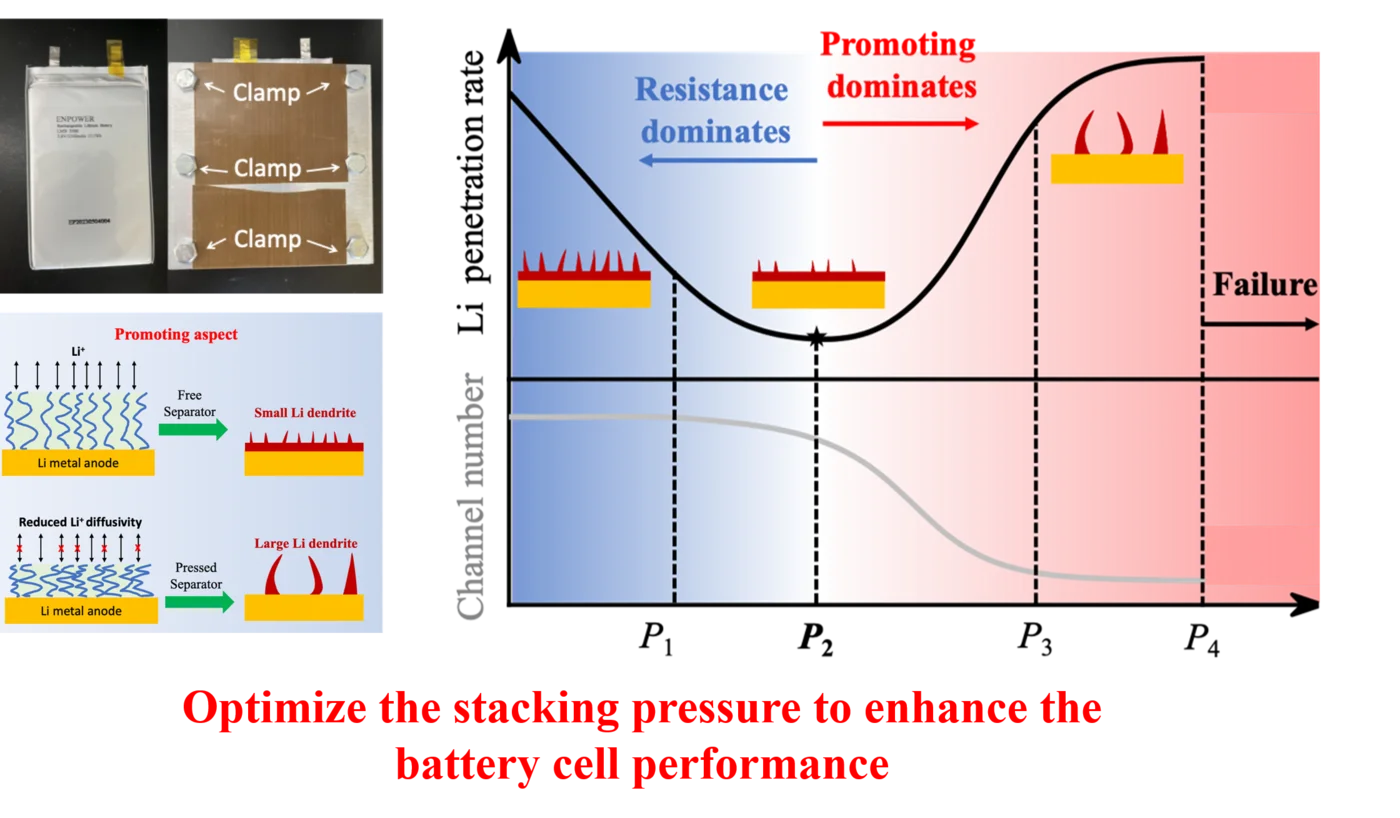 ENPOWER
Clamp
Clamp
Clamp
Promoting aspect
Li⁺
Free
Separator
Small Li dendrite
Li metal anode
Reduced Li⁺ diffusivity
Large Li dendrite
Pressed
Separator
Li metal anode
Li penetration rate
Channel number
Resistance
dominates
Promoting
dominates
Failure
P₁
P₂
P₃
P₄
Optimize the stacking pressure to enhance the
battery cell performance